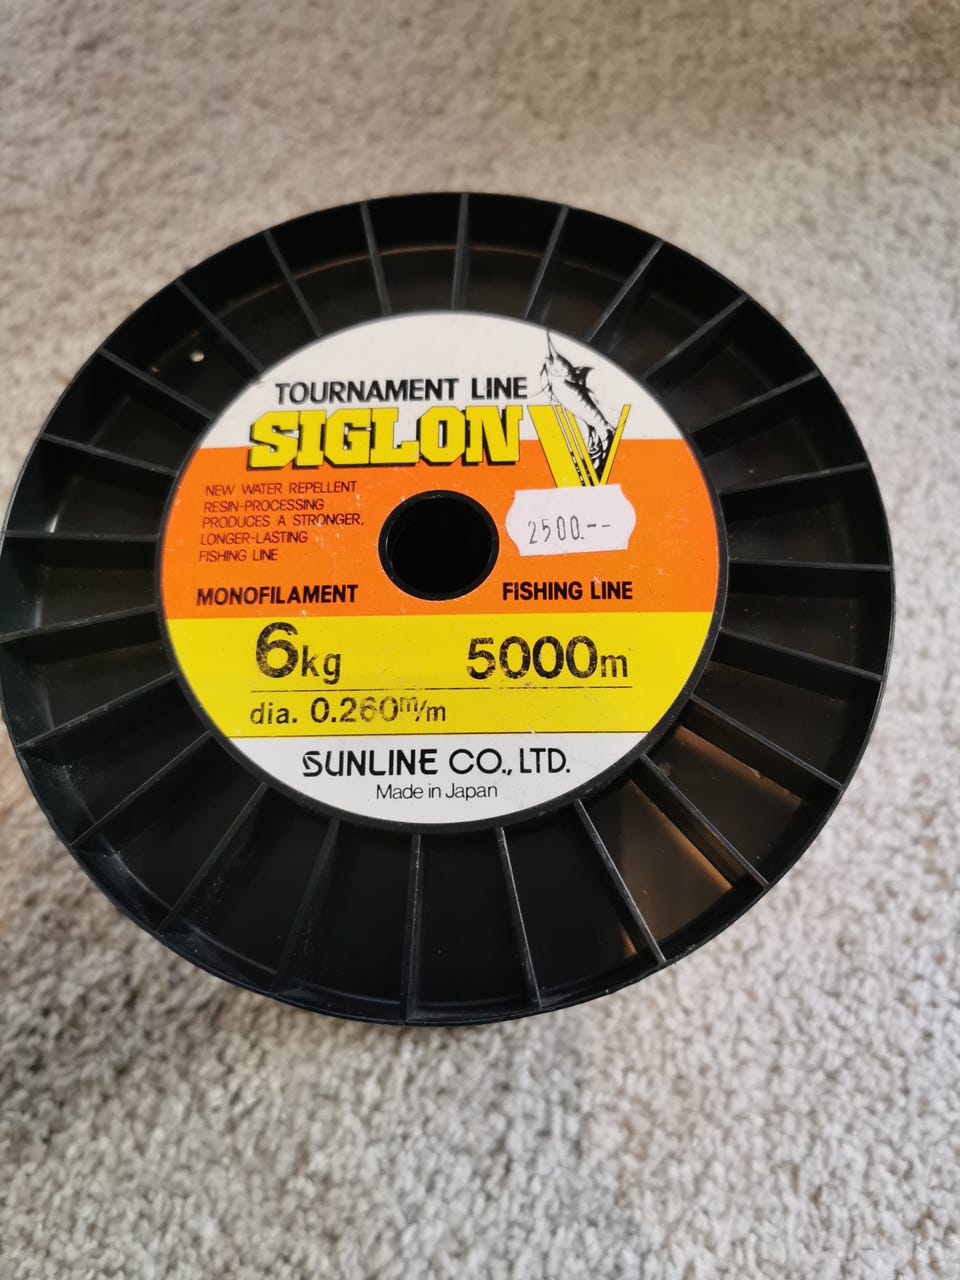 TOURNAMENT LINE
SIGLON V
NEW WATER REPELLENT
RESIN-PROCESSING
PRODUCES A STRONGER,
LONGER-LASTING
FISHING LINE
2500.--
MONOFILAMENT FISHING LINE
6kg 5000m
dia. 0.260m/m
SUNLINE CO., LTD.
Made in Japan